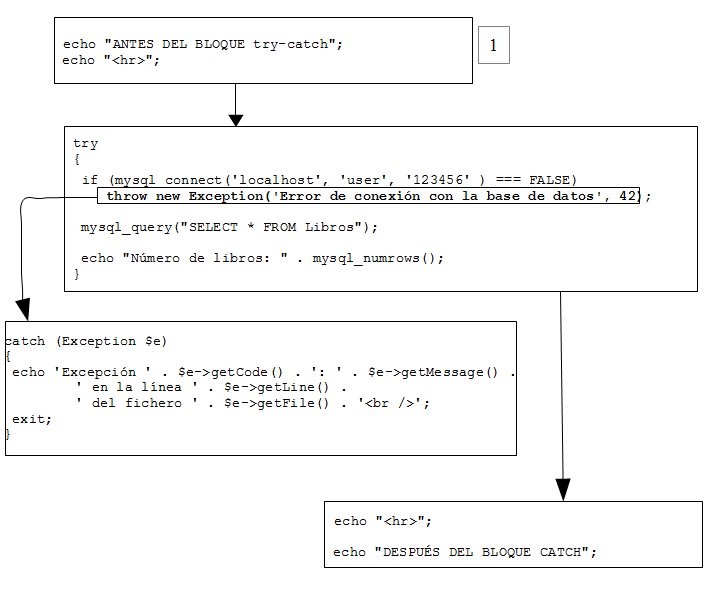 echo "ANTES DEL BLOQUE try-catch";
echo "<hr>";
1
try
{
if (mysql_connect('localhost', 'user', '123456' ) === FALSE)
throw new Exception('Error de conexión con la base de datos', 42);
mysql_query("SELECT * FROM Libros");
echo "Número de libros: " . mysql_numrows();
}
catch (Exception $e)
{
echo 'Excepción ' . $e->getCode() . ': ' . $e->getMessage() .
' en la línea ' . $e->getLine() .
' del fichero ' . $e->getFile() . '<br />';
exit;
}
echo "<hr>";
echo "DESPUÉS DEL BLOQUE CATCH";